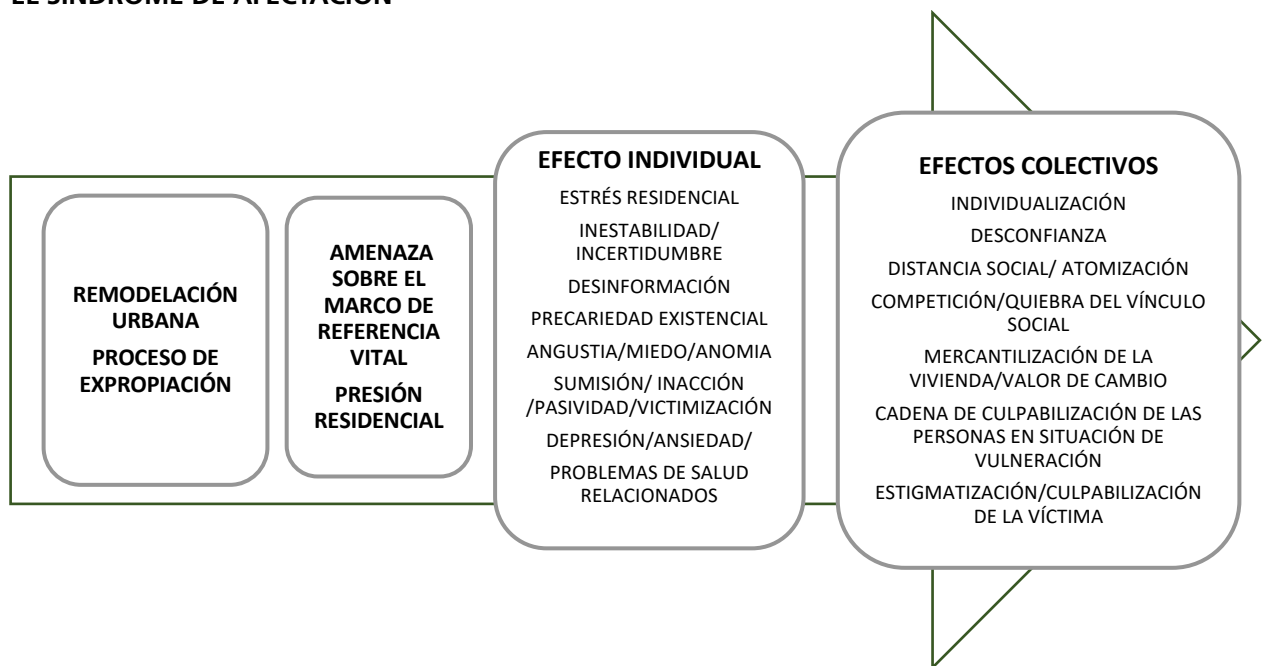 EL SÍNDROME DE AFECTACIÓN
REMODELACIÓN
URBANA
PROCESO DE
EXPROPIACIÓN
AMENAZA
SOBRE EL
MARCO DE
REFERENCIA
VITAL
PRESIÓN
RESIDENCIAL
EFECTO INDIVIDUAL
ESTRÉS RESIDENCIAL
INESTABILIDAD/
INCERTIDUMBRE
DESINFORMACIÓN
PRECARIEDAD EXISTENCIAL
ANGUSTIA/MIEDO/ANOMIA
SUMISIÓN/ INACCIÓN
/PASIVIDAD/VICTIMIZACIÓN
DEPRESIÓN/ANSIEDAD/
PROBLEMAS DE SALUD
RELACIONADOS
EFECTOS COLECTIVOS
INDIVIDUALIZACIÓN
DESCONFIANZA
DISTANCIA SOCIAL/ ATOMIZACIÓN
COMPETICIÓN/QUIEBRA DEL VÍNCULO
SOCIAL
MERCANTILIZACIÓN DE LA
VIVIENDA/VALOR DE CAMBIO
CADENA DE CULPABILIZACIÓN DE LAS
PERSONAS EN SITUACIÓN DE
VULNERACIÓN
ESTIGMATIZACIÓN/CULPABILIZACIÓN
DE LA VÍCTIMA